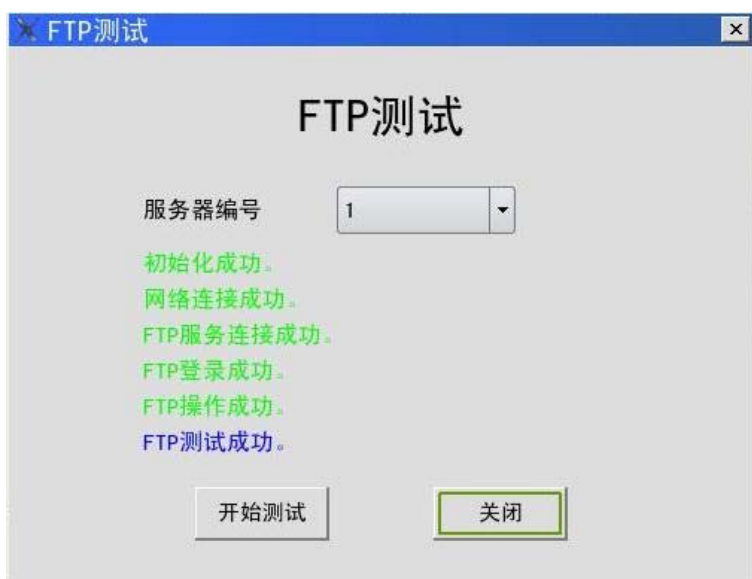 FTP测试
FTP测试
服务器编号 1
初始化成功。
网络连接成功。
FTP服务连接成功。
FTP登录成功。
FTP操作成功。
FTP测试成功。
开始测试 关闭